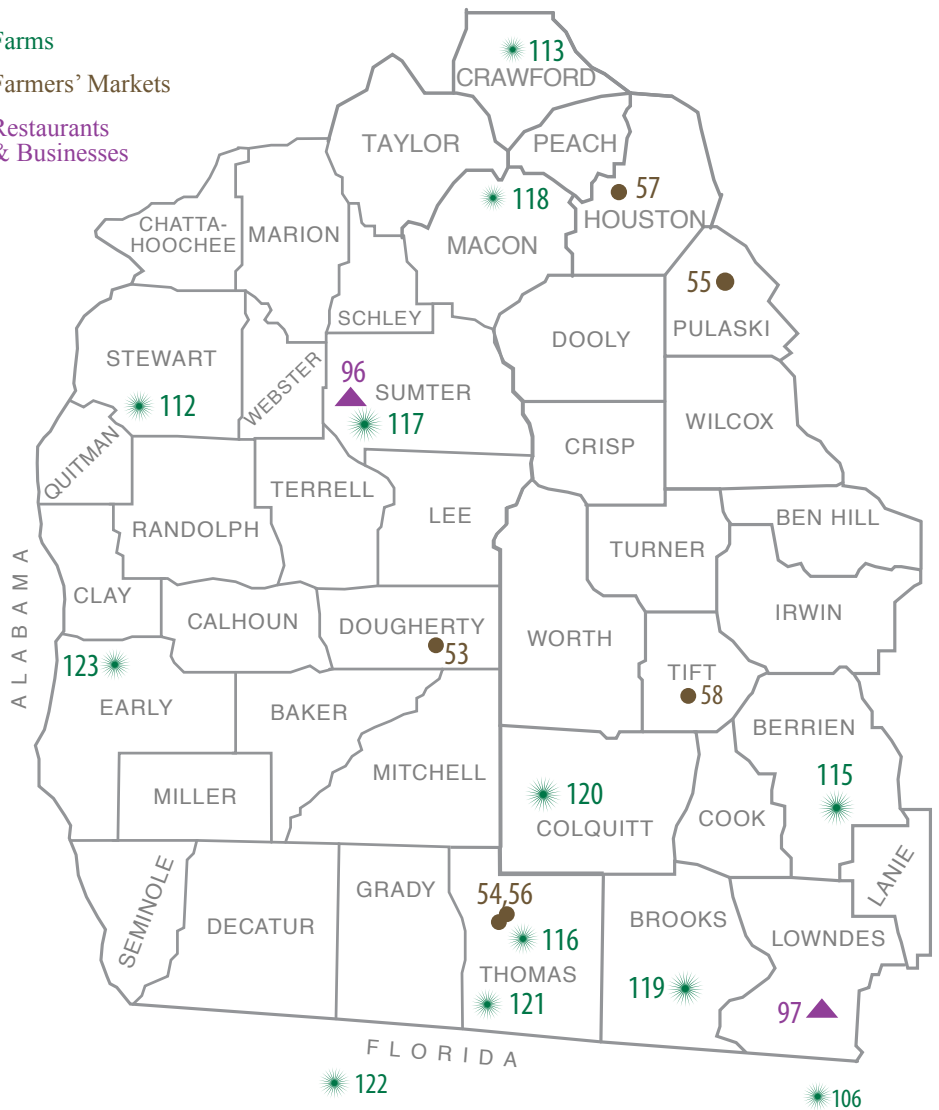 Farms
Farmers' Markets
Restaurants
& Businesses
113
CRAWFORD
TAYLOR
PEACH
57
118
HOUSTON
CHATTA-
HOOCHEE
MARION
MACON
55
SCHLEY
DOOLY
PULASKI
STEWART
WEBSTER
96
SUMTER
112
117
WILCOX
QUITMAN
CRISP
TERRELL
LEE
BEN HILL
RANDOLPH
TURNER
ALABAMA
CLAY
CALHOUN
DOUGHERTY
WORTH
IRWIN
53
123
TIFT
58
EARLY
BAKER
BERRIEN
MITCHELL
115
MILLER
120
COLQUITT
COOK
LANIE
SEMINOLE
GRADY
54,56
BROOKS
DECATUR
116
LOWNDES
THOMAS
121
119
97
FLORIDA
122
106